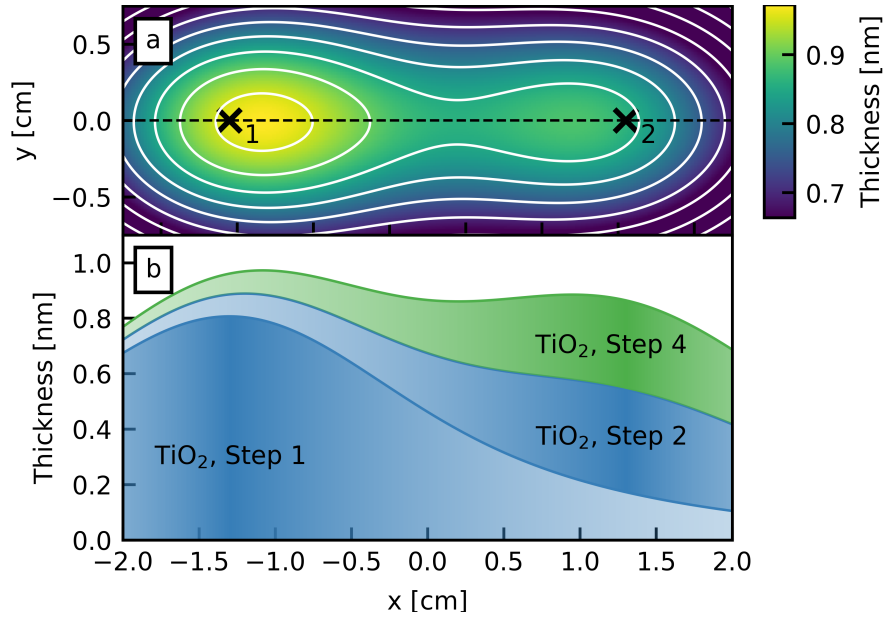 a
0.5
0.0
−0.5
y [cm]
1
2
0.9
0.8
0.7
Thickness [nm]
b
1.0
0.8
0.6
0.4
0.2
0.0
Thickness [nm]
TiO₂, Step 4
TiO₂, Step 2
TiO₂, Step 1
−2.0 −1.5 −1.0 −0.5 0.0 0.5 1.0 1.5 2.0
x [cm]